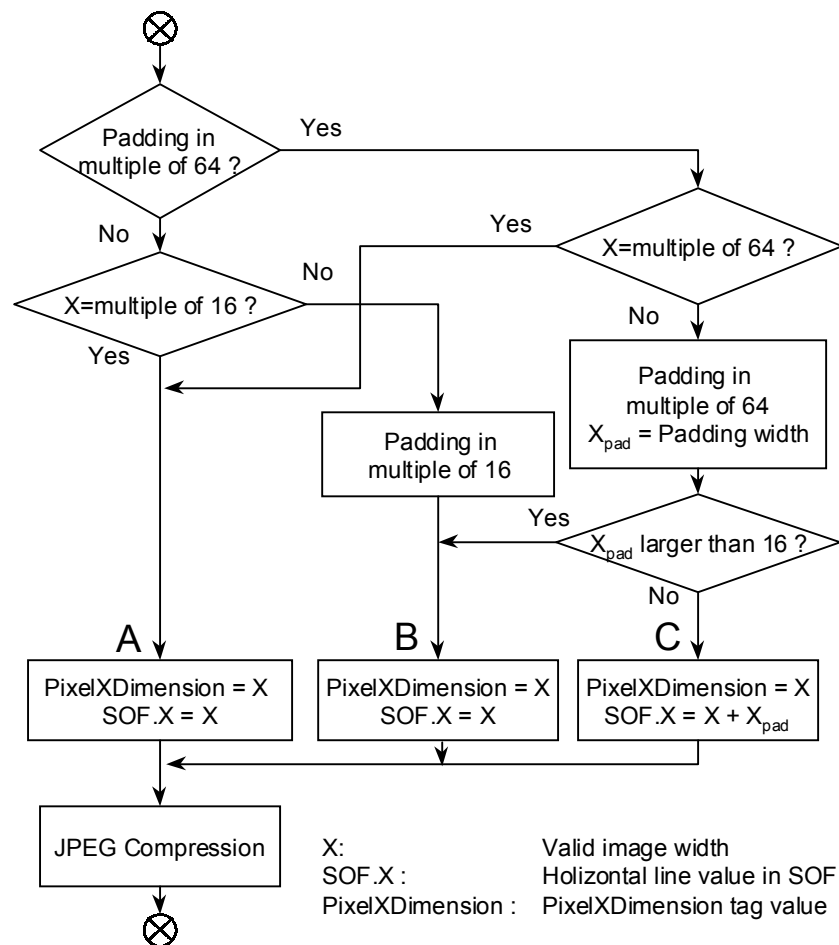 Padding in
multiple of 64 ?
Yes
No
X=multiple of 64 ?
Yes
No
X=multiple of 16 ?
No
Yes
Padding in
multiple of 64
Xpad = Padding width
Padding in
multiple of 16
Xpad larger than 16 ?
Yes
No
A
B
C
PixelXDimension = X
SOF.X = X
PixelXDimension = X
SOF.X = X
PixelXDimension = X
SOF.X = X + Xpad
JPEG Compression
X: Valid image width
SOF.X : Holizontal line value in SOF
PixelXDimension : PixelXDimension tag value